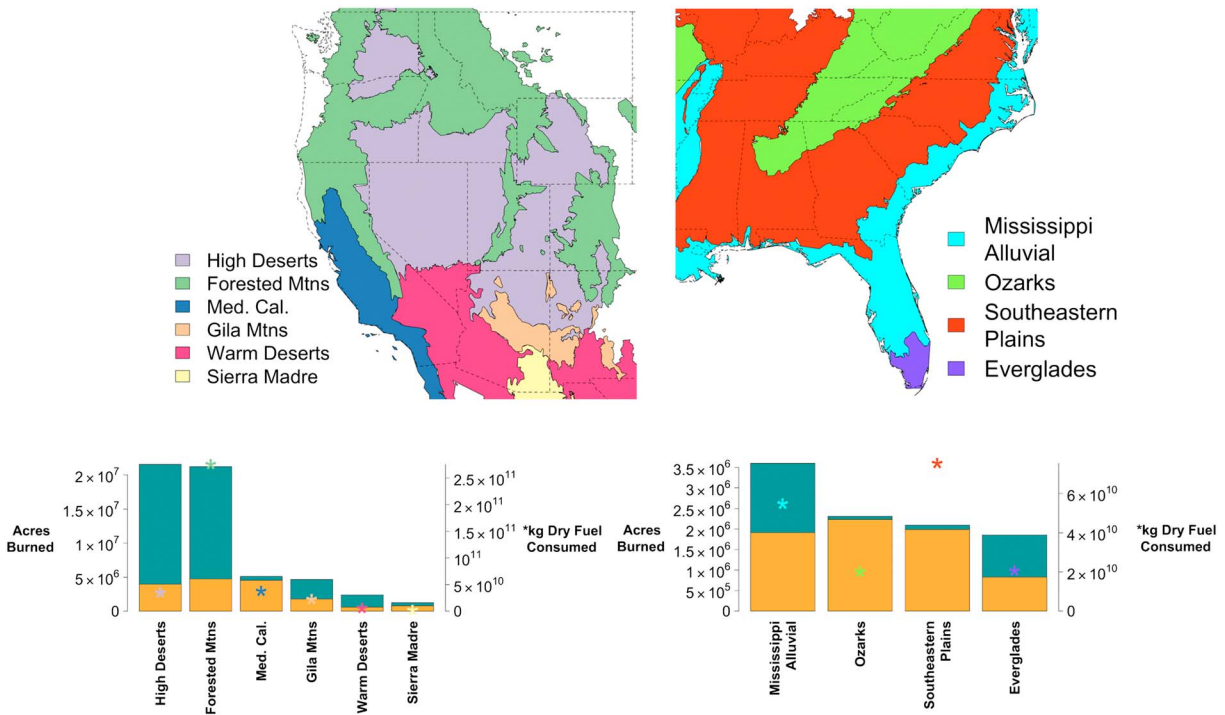 High Deserts
Forested Mtns
Med. Cal.
Gila Mtns
Warm Deserts
Sierra Madre
Mississippi
Alluvial
Ozarks
Southeastern
Plains
Everglades
Acres
Burned
2 × 10⁷
1.5 × 10⁷
1 × 10⁷
5 × 10⁶
0
2.5 × 10¹¹
2 × 10¹¹
1.5 × 10¹¹
10¹¹
5 × 10¹⁰
0
*kg Dry Fuel
Consumed
High Deserts
Forested Mtns
Med. Cal.
Gila Mtns
Warm Deserts
Sierra Madre
Acres
Burned
3.5 × 10⁶
3 × 10⁶
2.5 × 10⁶
2 × 10⁶
1.5 × 10⁶
1 × 10⁶
5 × 10⁵
0
6 × 10¹⁰
4 × 10¹⁰
2 × 10¹⁰
0
*kg Dry Fuel
Consumed
Mississippi
Alluvial
Ozarks
Southeastern
Plains
Everglades